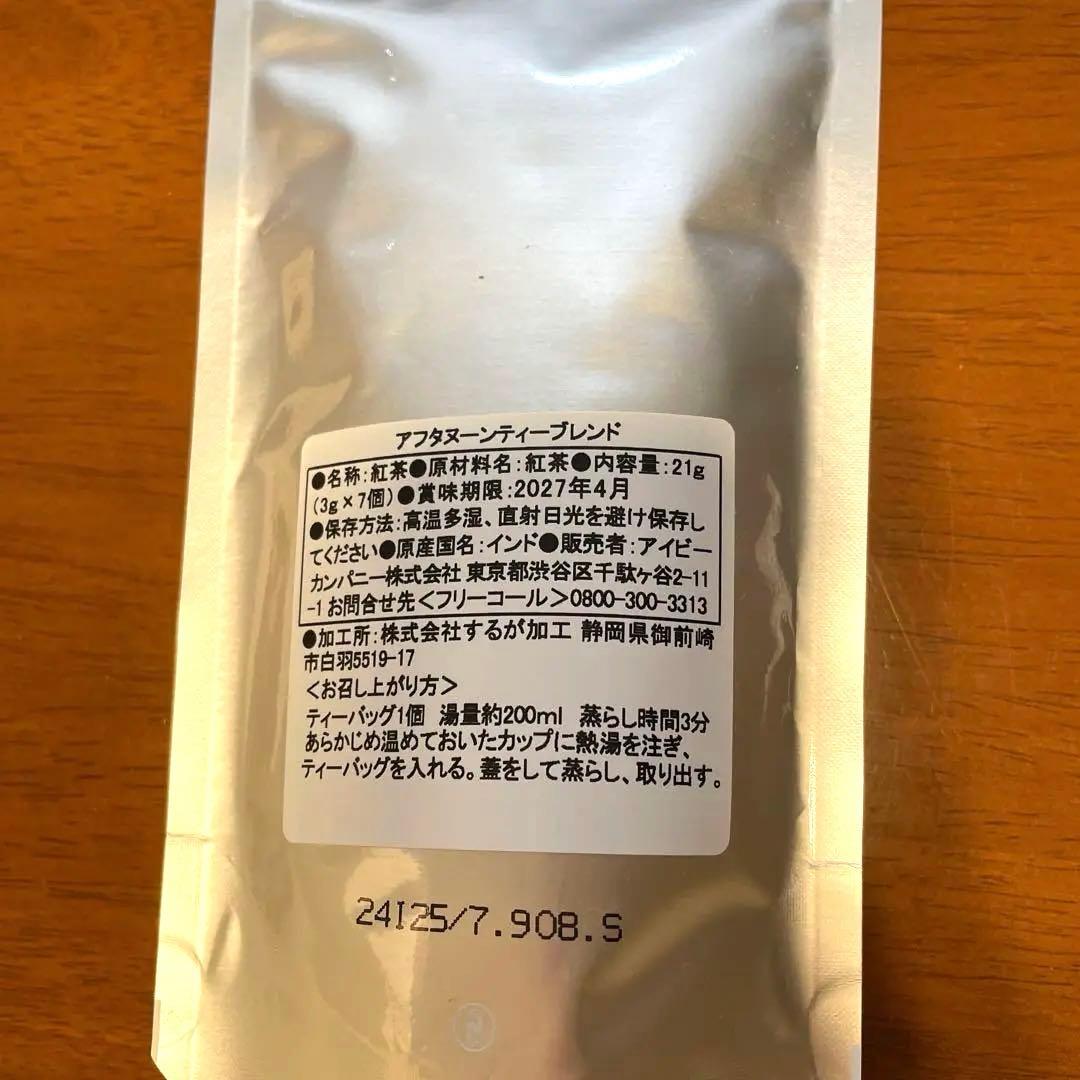 アフタヌーンティーブレンド
●名称:紅茶●原材料名:紅茶●内容量:21g
(3g×7個)●賞味期限:2027年4月
●保存方法:高温多湿、直射日光を避け保存し
てください●原産国名:インド●販売者:アイビー
カンパニー株式会社 東京都渋谷区千駄ヶ谷2-11
-1 お問合せ先<フリーコール>0800-300-3313
●加工所:株式会社するが加工 静岡県御前崎
市白羽5519-17
<お召し上がり方>
ティーバッグ1個 湯量約200ml 蒸らし時間3分
あらかじめ温めておいたカップに熱湯を注ぎ、
ティーバッグを入れる。蓋をして蒸らし、取り出す。
24I25/7.908.S